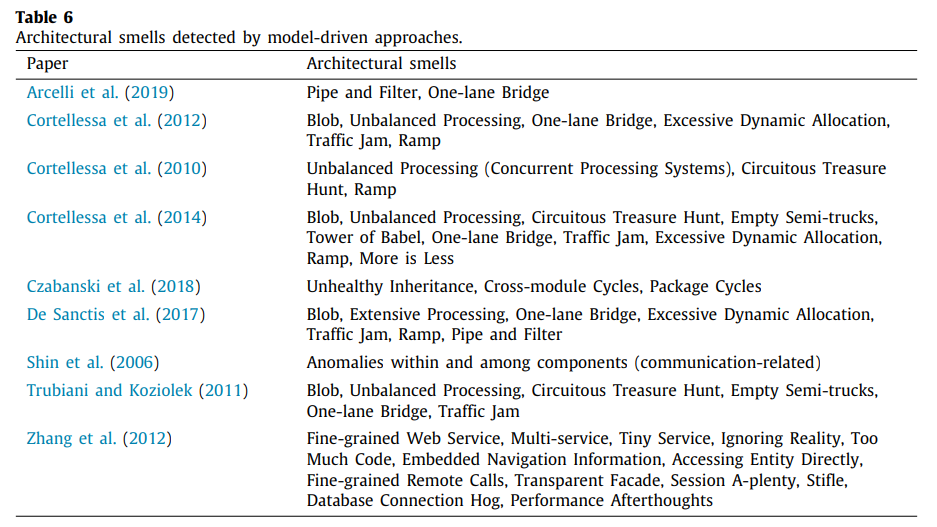 Table 6
Architectural smells detected by model-driven approaches.
Paper Architectural smells
Arcelli et al. (2019) Pipe and Filter, One-lane Bridge
Cortellessa et al. (2012) Blob, Unbalanced Processing, One-lane Bridge, Excessive Dynamic Allocation,
Traffic Jam, Ramp
Cortellessa et al. (2010) Unbalanced Processing (Concurrent Processing Systems), Circuitous Treasure
Hunt, Ramp
Cortellessa et al. (2014) Blob, Unbalanced Processing, Circuitous Treasure Hunt, Empty Semi-trucks,
Tower of Babel, One-lane Bridge, Traffic Jam, Excessive Dynamic Allocation,
Ramp, More is Less
Czabanski et al. (2018) Unhealthy Inheritance, Cross-module Cycles, Package Cycles
De Sanctis et al. (2017) Blob, Extensive Processing, One-lane Bridge, Excessive Dynamic Allocation,
Traffic Jam, Ramp, Pipe and Filter
Shin et al. (2006) Anomalies within and among components (communication-related)
Trubiani and Koziolek (2011) Blob, Unbalanced Processing, Circuitous Treasure Hunt, Empty Semi-trucks,
One-lane Bridge, Traffic Jam
Zhang et al. (2012) Fine-grained Web Service, Multi-service, Tiny Service, Ignoring Reality, Too
Much Code, Embedded Navigation Information, Accessing Entity Directly,
Fine-grained Remote Calls, Transparent Facade, Session A-plenty, Stifle,
Database Connection Hog, Performance Afterthoughts